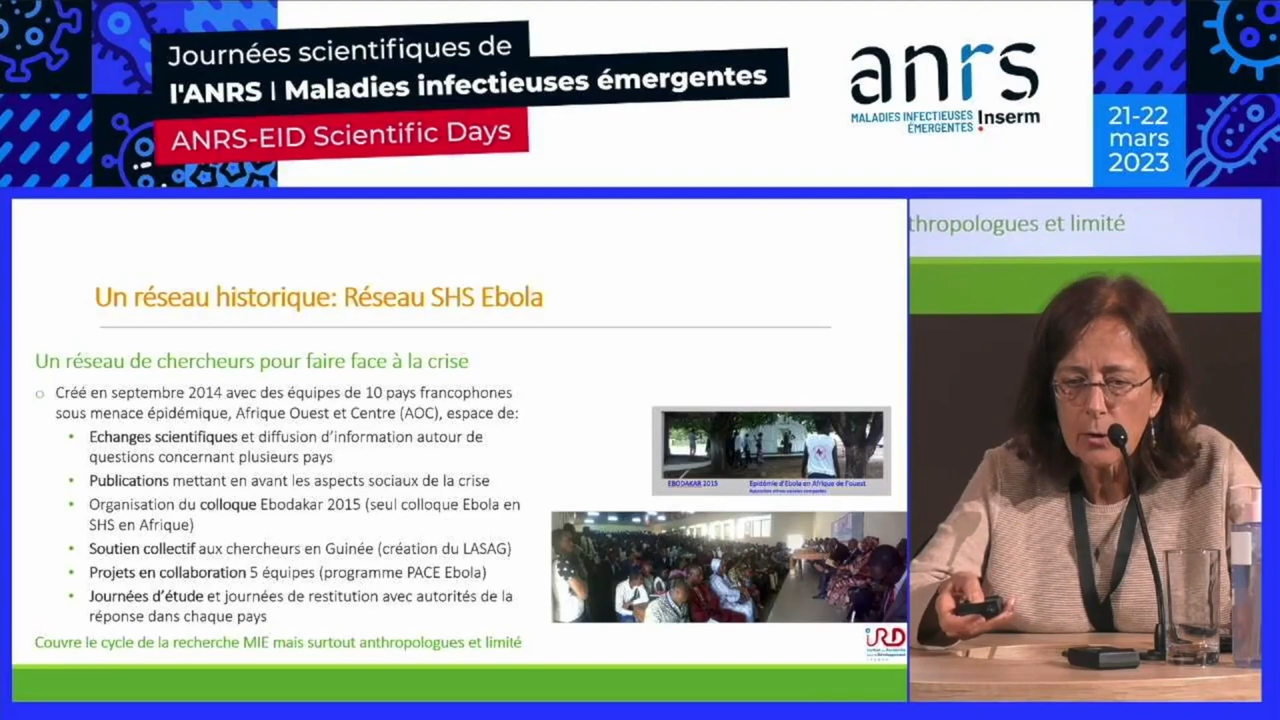 Journées scientifiques de
l'ANRS | Maladies infectieuses émergentes
ANRS-EID Scientific Days
anrs
MALADIES INFECTIEUSES
ÉMERGENTES
Inserm
21-22
mars
2023
Un réseau historique: Réseau SHS Ebola
Un réseau de chercheurs pour faire face à la crise
o Créé en septembre 2014 avec des équipes de 10 pays francophones
sous menace épidémique, Afrique Ouest et Centre (AOC), espace de:
• Echanges scientifiques et diffusion d'information autour de
questions concernant plusieurs pays
• Publications mettant en avant les aspects sociaux de la crise
• Organisation du colloque Ebodakar 2015 (seul colloque Ebola en
SHS en Afrique)
• Soutien collectif aux chercheurs en Guinée (création du LASAG)
• Projets en collaboration 5 équipes (programme PACE Ebola)
• Journées d'étude et journées de restitution avec autorités de la
réponse dans chaque pays
Couvre le cycle de la recherche MIE mais surtout anthropologues et limité
EBODAKAR 2015
Epidémie d'Ebola en Afrique de l'ouest
IRD
thropologues et limité